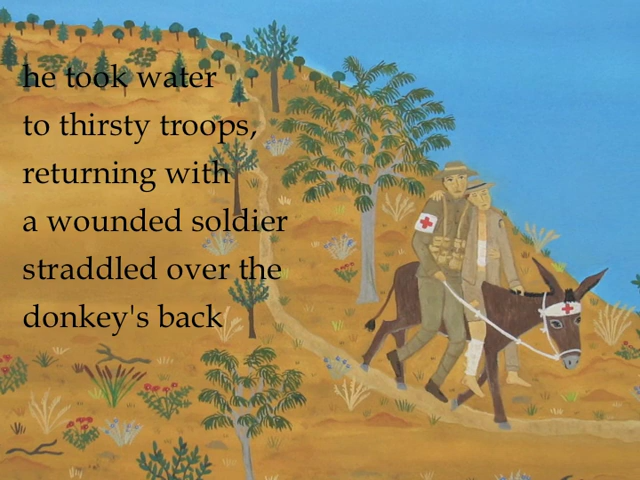 he took water
to thirsty troops,
returning with
a wounded soldier
straddled over the
donkey's back